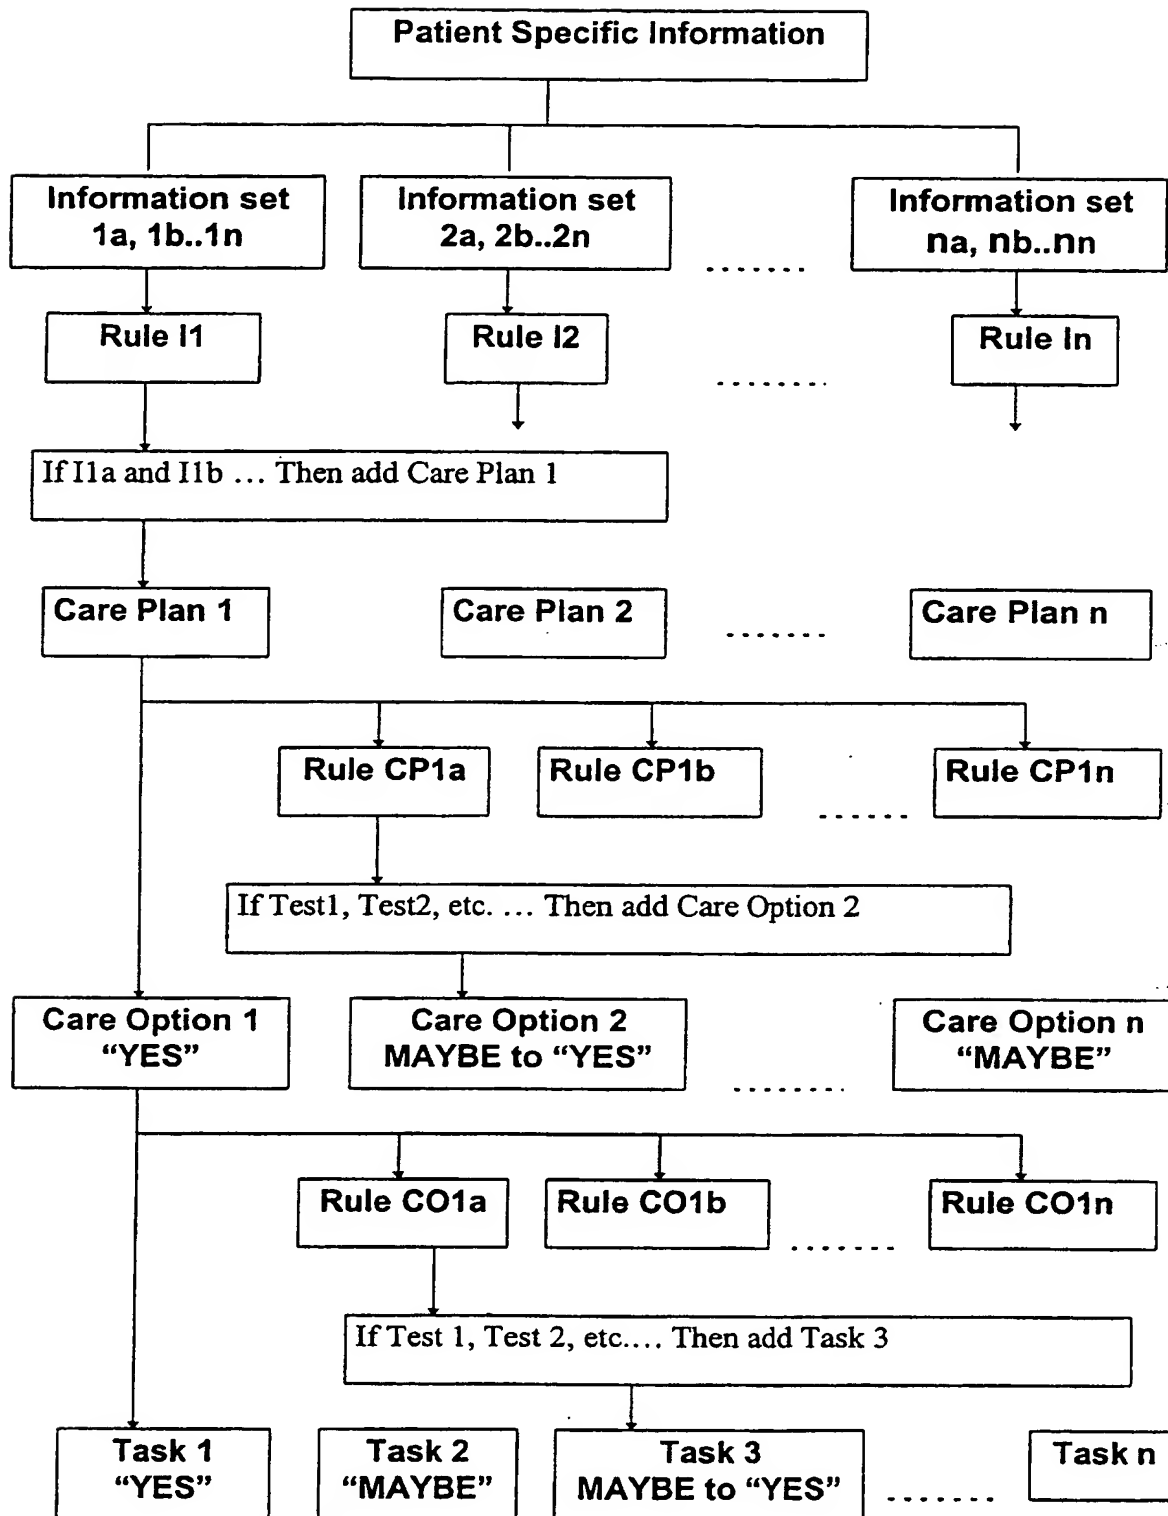 Patient Specific Information
Information set
1a, 1b..1n
Information set
2a, 2b..2n
Information set
na, nb..nn
Rule I1
Rule I2
Rule In
If I1a and I1b ... Then add Care Plan 1
Care Plan 1
Care Plan 2
Care Plan n
Rule CP1a
Rule CP1b
Rule CP1n
If Test1, Test2, etc. ... Then add Care Option 2
Care Option 1
“YES”
Care Option 2
MAYBE to “YES”
Care Option n
“MAYBE”
Rule CO1a
Rule CO1b
Rule CO1n
If Test 1, Test 2, etc.... Then add Task 3
Task 1
“YES”
Task 2
“MAYBE”
Task 3
MAYBE to “YES”
Task n